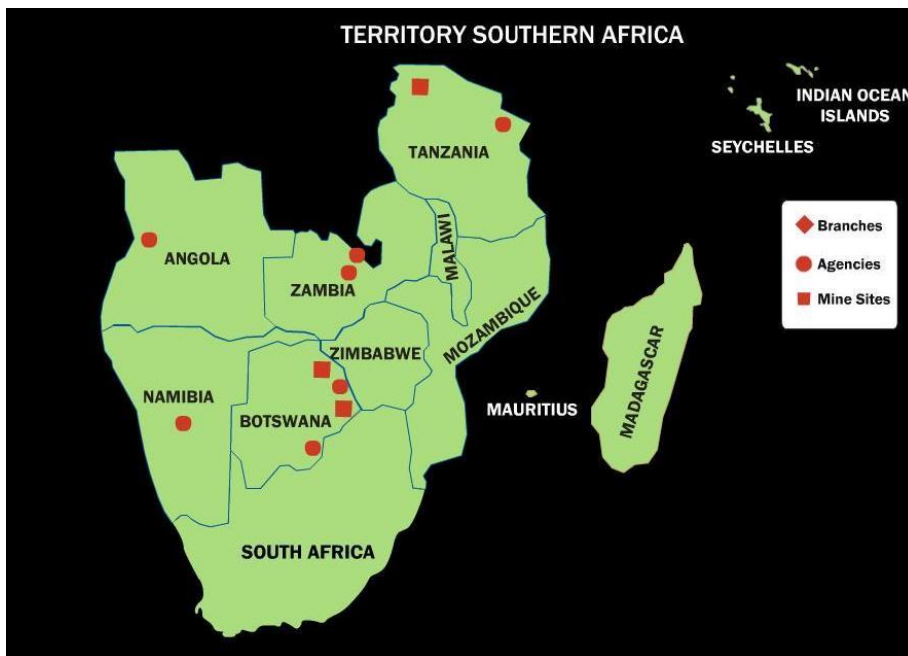 TERRITORY SOUTHERN AFRICA
INDIAN OCEAN
ISLANDS
SEYCHELLES
TANZANIA
Branches
Agencies
Mine Sites
MALAWI
ANGOLA
ZAMBIA
MOZAMBIQUE
ZIMBABWE
MADAGASCAR
NAMIBIA
MAURITIUS
BOTSWANA
SOUTH AFRICA